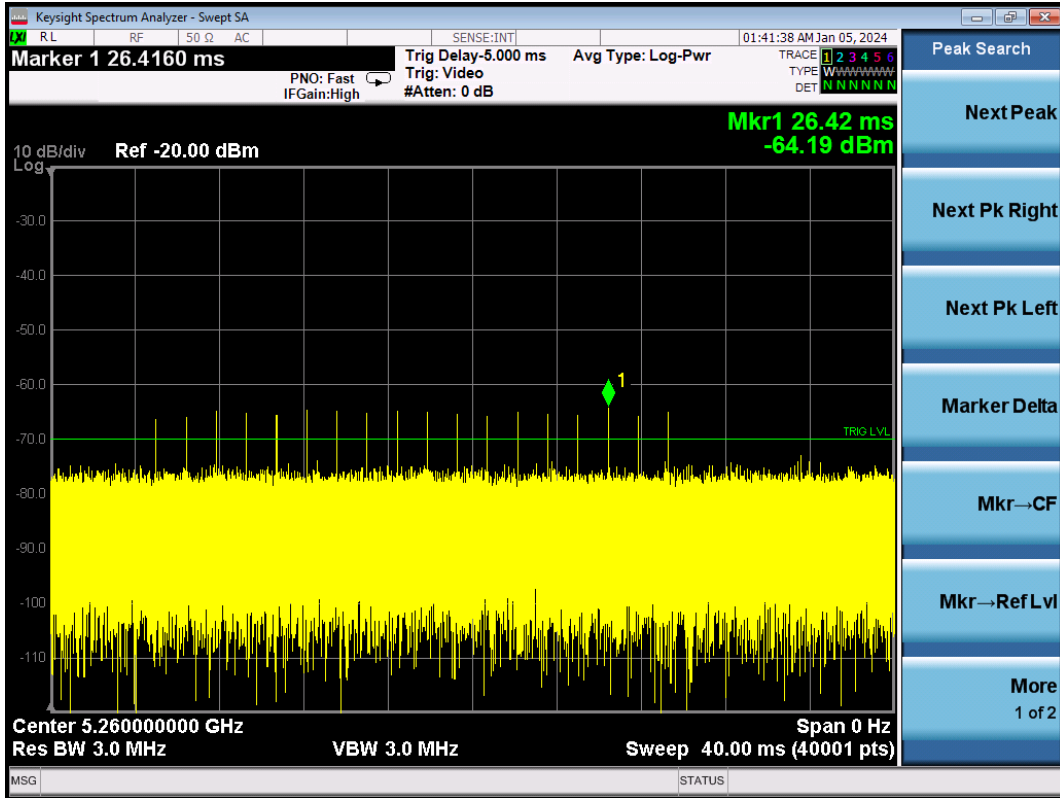 Keysight Spectrum Analyzer - Swept SA
LXI RL RF 50 Ω AC SENSE:INT 01:41:38 AM Jan 05, 2024
Marker 1 26.4160 ms
PNO: Fast
IFGain:High
Trig Delay-5.000 ms
Trig: Video
#Atten: 0 dB
Avg Type: Log-Pwr
TRACE 1 2 3 4 5 6
TYPE WWWWWW
DET N N N N N N
Mkr1 26.42 ms
-64.19 dBm
10 dB/div Ref -20.00 dBm
Log
-30.0
-40.0
-50.0
-60.0
1
-70.0
TRIG LVL
-80.0
-90.0
-100
-110
Center 5.260000000 GHz Span 0 Hz
Res BW 3.0 MHz VBW 3.0 MHz Sweep 40.00 ms (40001 pts)
MSG STATUS
Peak Search
Next Peak
Next Pk Right
Next Pk Left
Marker Delta
Mkr→CF
Mkr→Ref Lvl
More
1 of 2